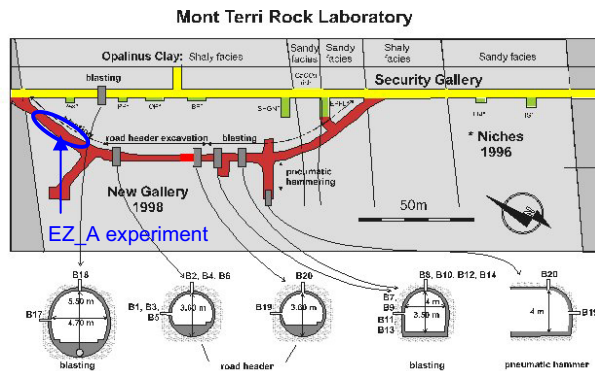 Mont Terri Rock Laboratory
Opalinus Clay: Shaly facies
Sandy facies
Sandy facies
Shaly facies
Sandy facies
blasting
Security Gallery
road header excavation
blasting
* Niches
1996
pneumatic
hammering
New Gallery
1998
50m
EZ_A experiment
B18
B2, B4, B6
B20
B8, B10, B12, B14
B20
5.50 m
B17
4.70 m
B1, B3,
B5
3.60 m
B19
3.60 m
B7,
B9
B11,
B13
4 m
3.50 m
4 m
B19
blasting
road header
blasting
pneumatic hammer